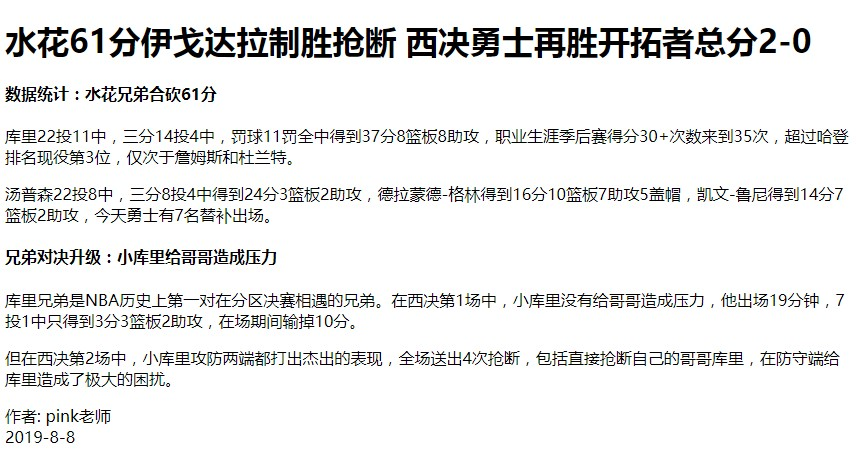 水花61分伊戈达拉制胜抢断 西决勇士再胜开拓者总分2-0
数据统计：水花兄弟合砍61分
库里22投11中，三分14投4中，罚球11罚全中得到37分8篮板8助攻，职业生涯季后赛得分30+次数来到35次，超过哈登
排名现役第3位，仅次于詹姆斯和杜兰特。
汤普森22投8中，三分8投4中得到24分3篮板2助攻，德拉蒙德-格林得到16分10篮板7助攻5盖帽，凯文-鲁尼得到14分7
篮板2助攻，今天勇士有7名替补出场。
兄弟对决升级：小库里给哥哥造成压力
库里兄弟是NBA历史上第一对在分区决赛相遇的兄弟。在西决第1场中，小库里没有给哥哥造成压力，他出场19分钟，7
投1中只得到3分3篮板2助攻，在场期间输掉10分。
但在西决第2场中，小库里攻防两端都打出杰出的表现，全场送出4次抢断，包括直接抢断自己的哥哥库里，在防守端给
库里造成了极大的困扰。
作者: pink老师
2019-8-8